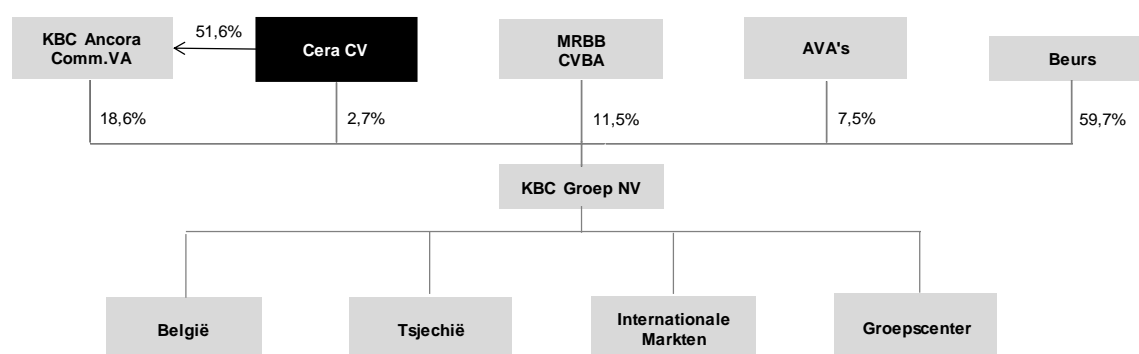 51,6%
KBC Ancora
Comm.VA
Cera CV
MRBB
CVBA
AVA's
Beurs
18,6%
2,7%
11,5%
7,5%
59,7%
KBC Groep NV
België
Tsjechië
Internationale
Markten
Groepscenter